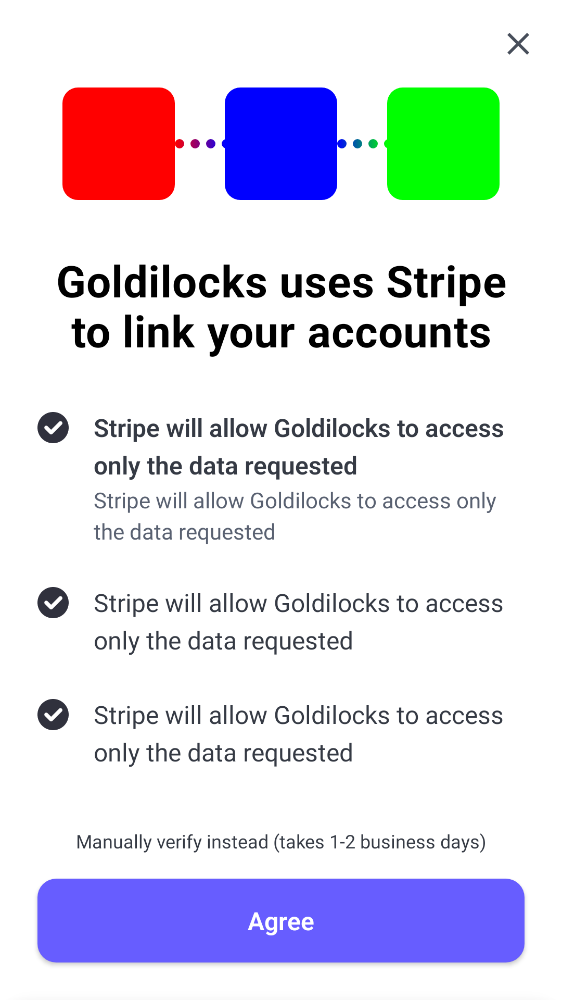 Goldilocks uses Stripe
to link your accounts
Stripe will allow Goldilocks to access
only the data requested
Stripe will allow Goldilocks to access only
the data requested
Stripe will allow Goldilocks to access
only the data requested
Stripe will allow Goldilocks to access
only the data requested
Manually verify instead (takes 1-2 business days)
Agree